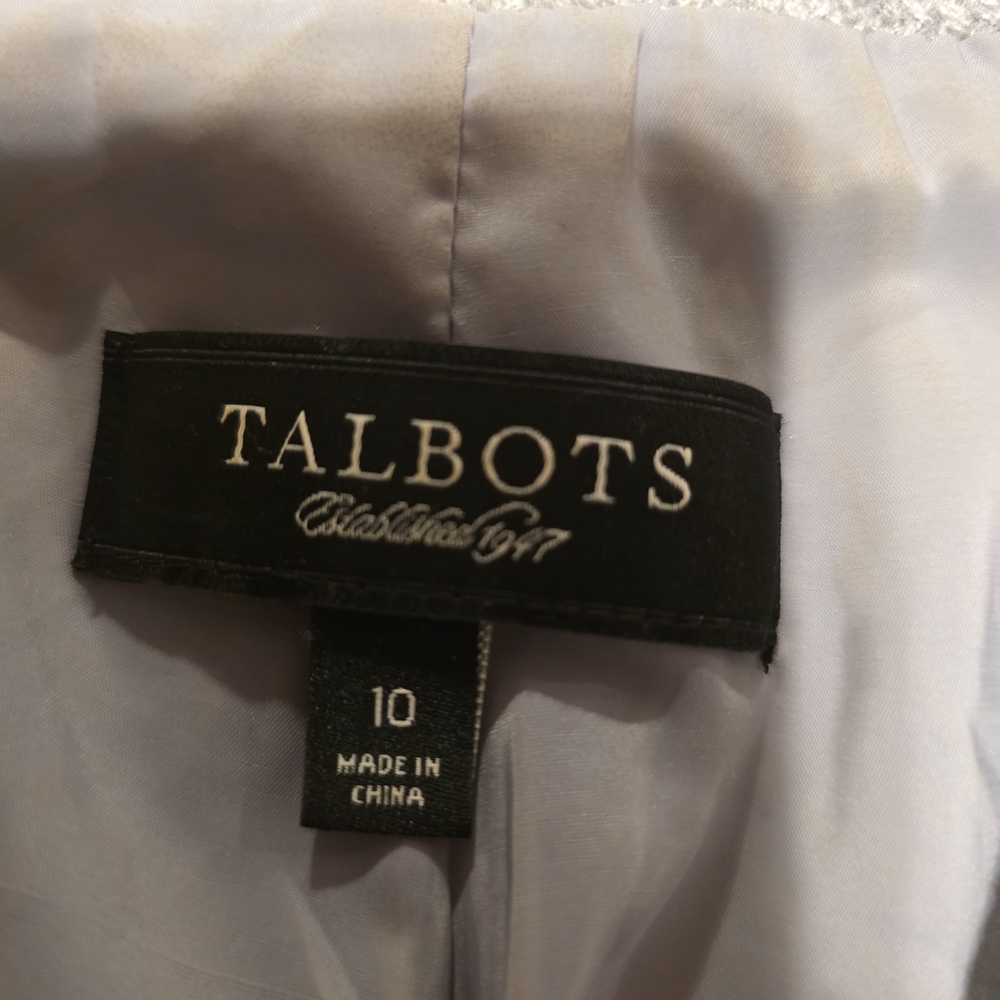 TALBOTS
Established 1947
10
MADE IN
CHINA